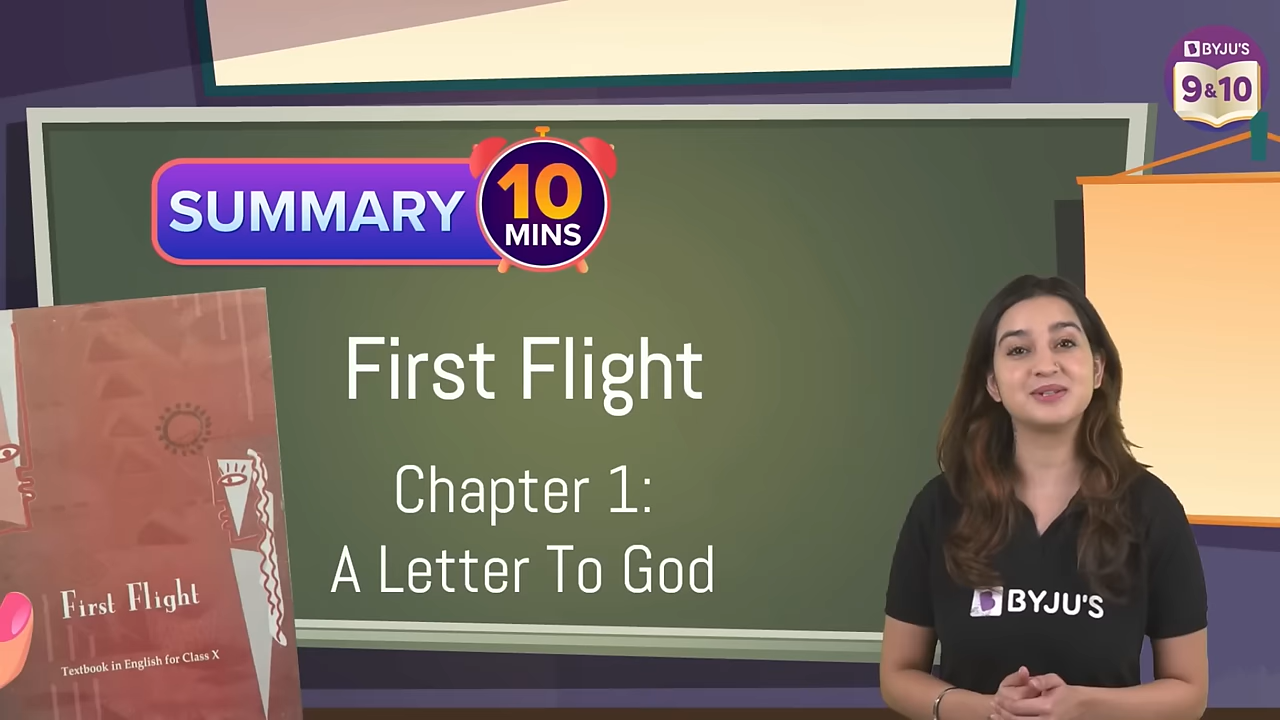 BYJU'S
9&10
SUMMARY
10
MINS
First Flight
Chapter 1:
A Letter To God
First Flight
Textbook in English for Class X
BYJU'S